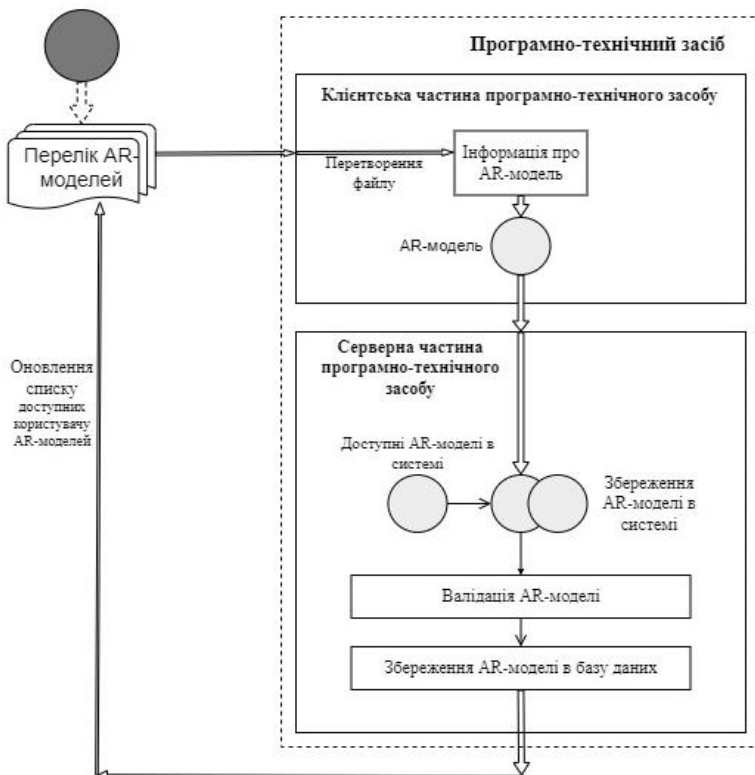 Програмно-технічний засіб
Клієнтська частина програмно-технічного засобу
Перелік AR-
моделей
Перетворення
файлу
Інформація про
AR-модель
AR-модель
Серверна частина
програмно-технічного
засобу
Оновлення
списку
доступних
користувачу
AR-моделей
Доступні AR-моделі в
системі
Збереження
AR-моделі в
системі
Валідація AR-моделі
Збереження AR-моделі в базу даних